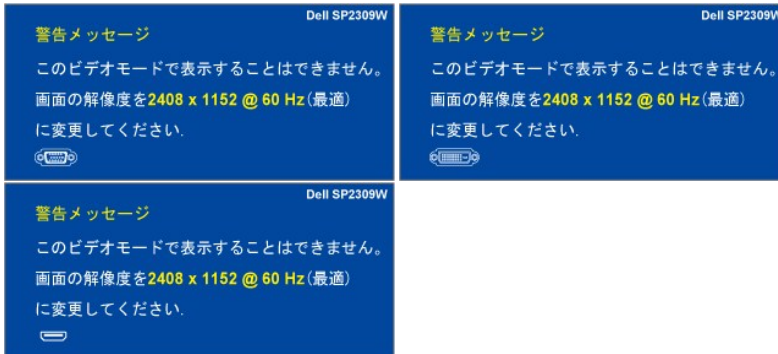 Dell SP2309W
警告メッセージ
このビデオモードで表示することはできません。
画面の解像度を2408 x 1152 @ 60 Hz(最適)
に変更してください.
Dell SP2309W
警告メッセージ
このビデオモードで表示することはできません。
画面の解像度を2408 x 1152 @ 60 Hz(最適)
に変更してください.
Dell SP2309W
警告メッセージ
このビデオモードで表示することはできません。
画面の解像度を2408 x 1152 @ 60 Hz(最適)
に変更してください.